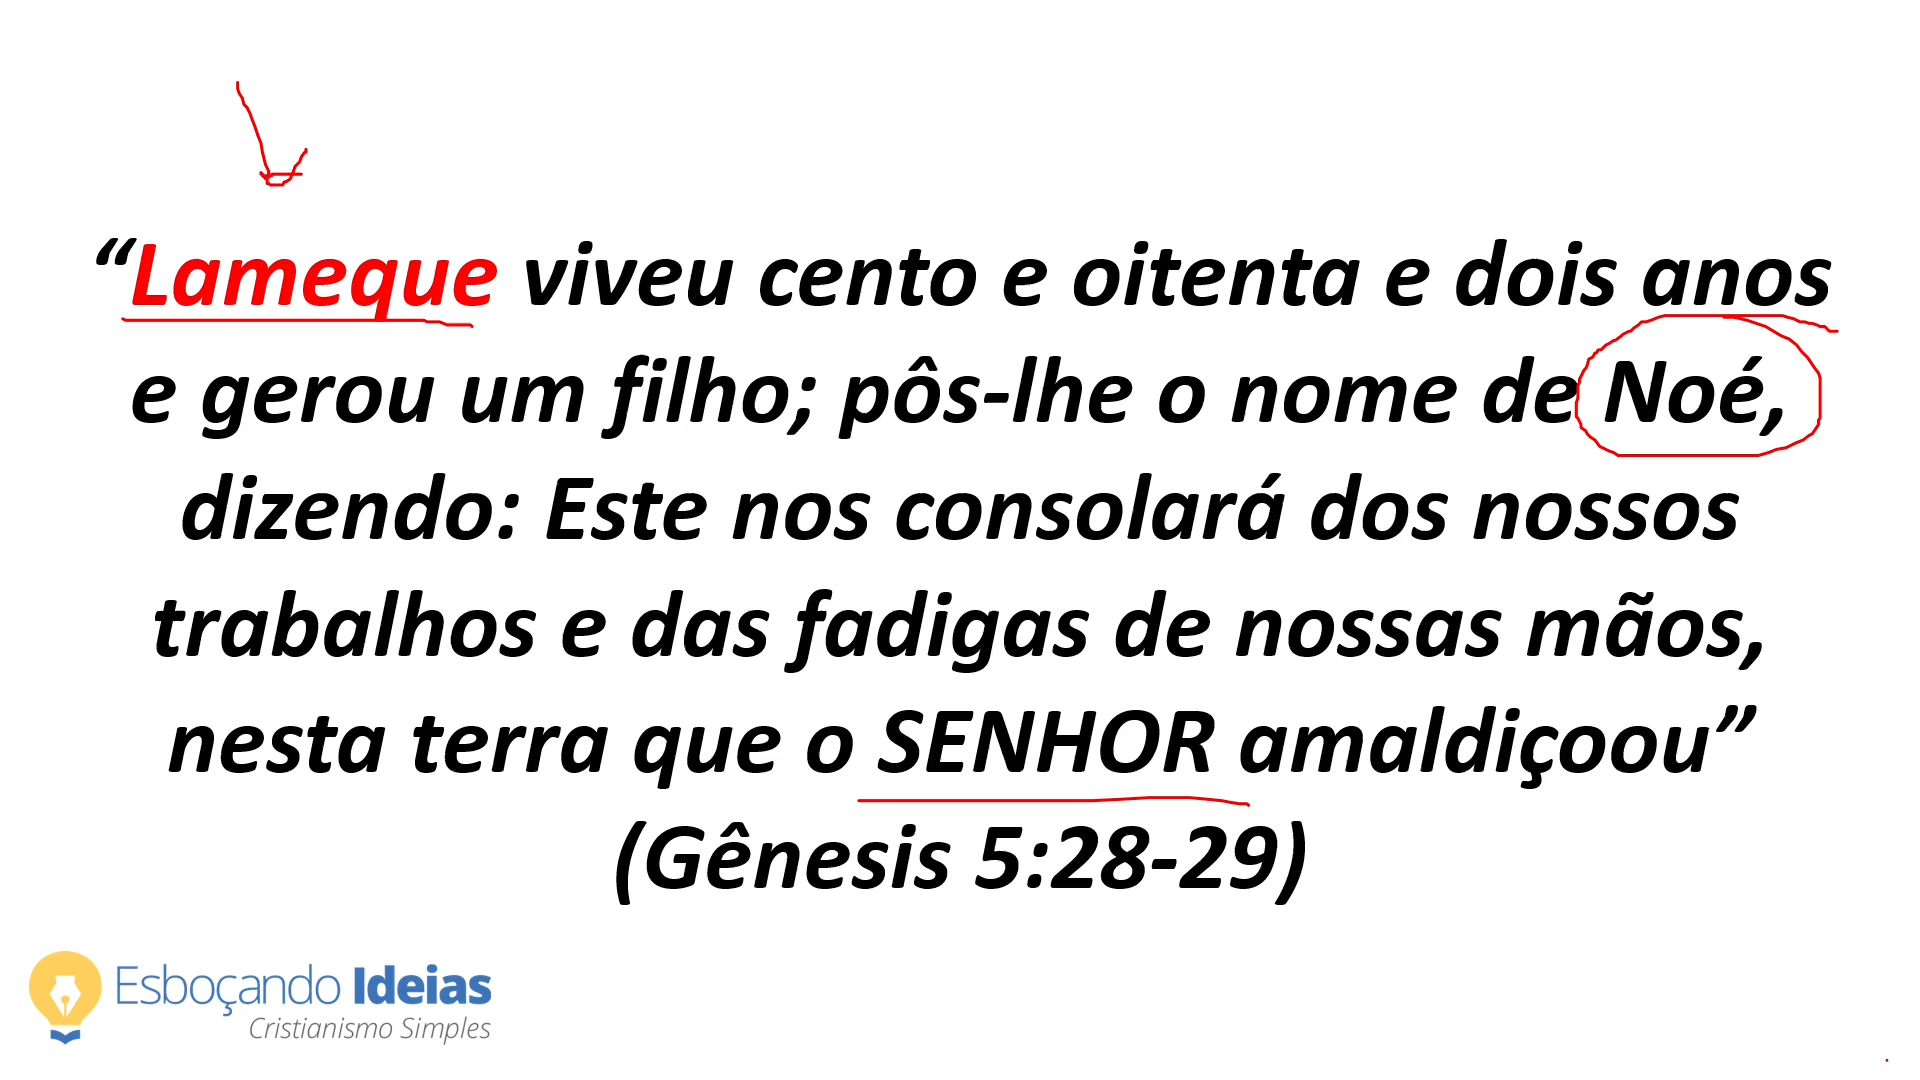 “Lameque viveu cento e oitenta e dois anos
e gerou um filho; pôs-lhe o nome de Noé,
dizendo: Este nos consolará dos nossos
trabalhos e das fadigas de nossas mãos,
nesta terra que o SENHOR amaldiçoou”
(Gênesis 5:28-29)
Esboçando Ideias
Cristianismo Simples